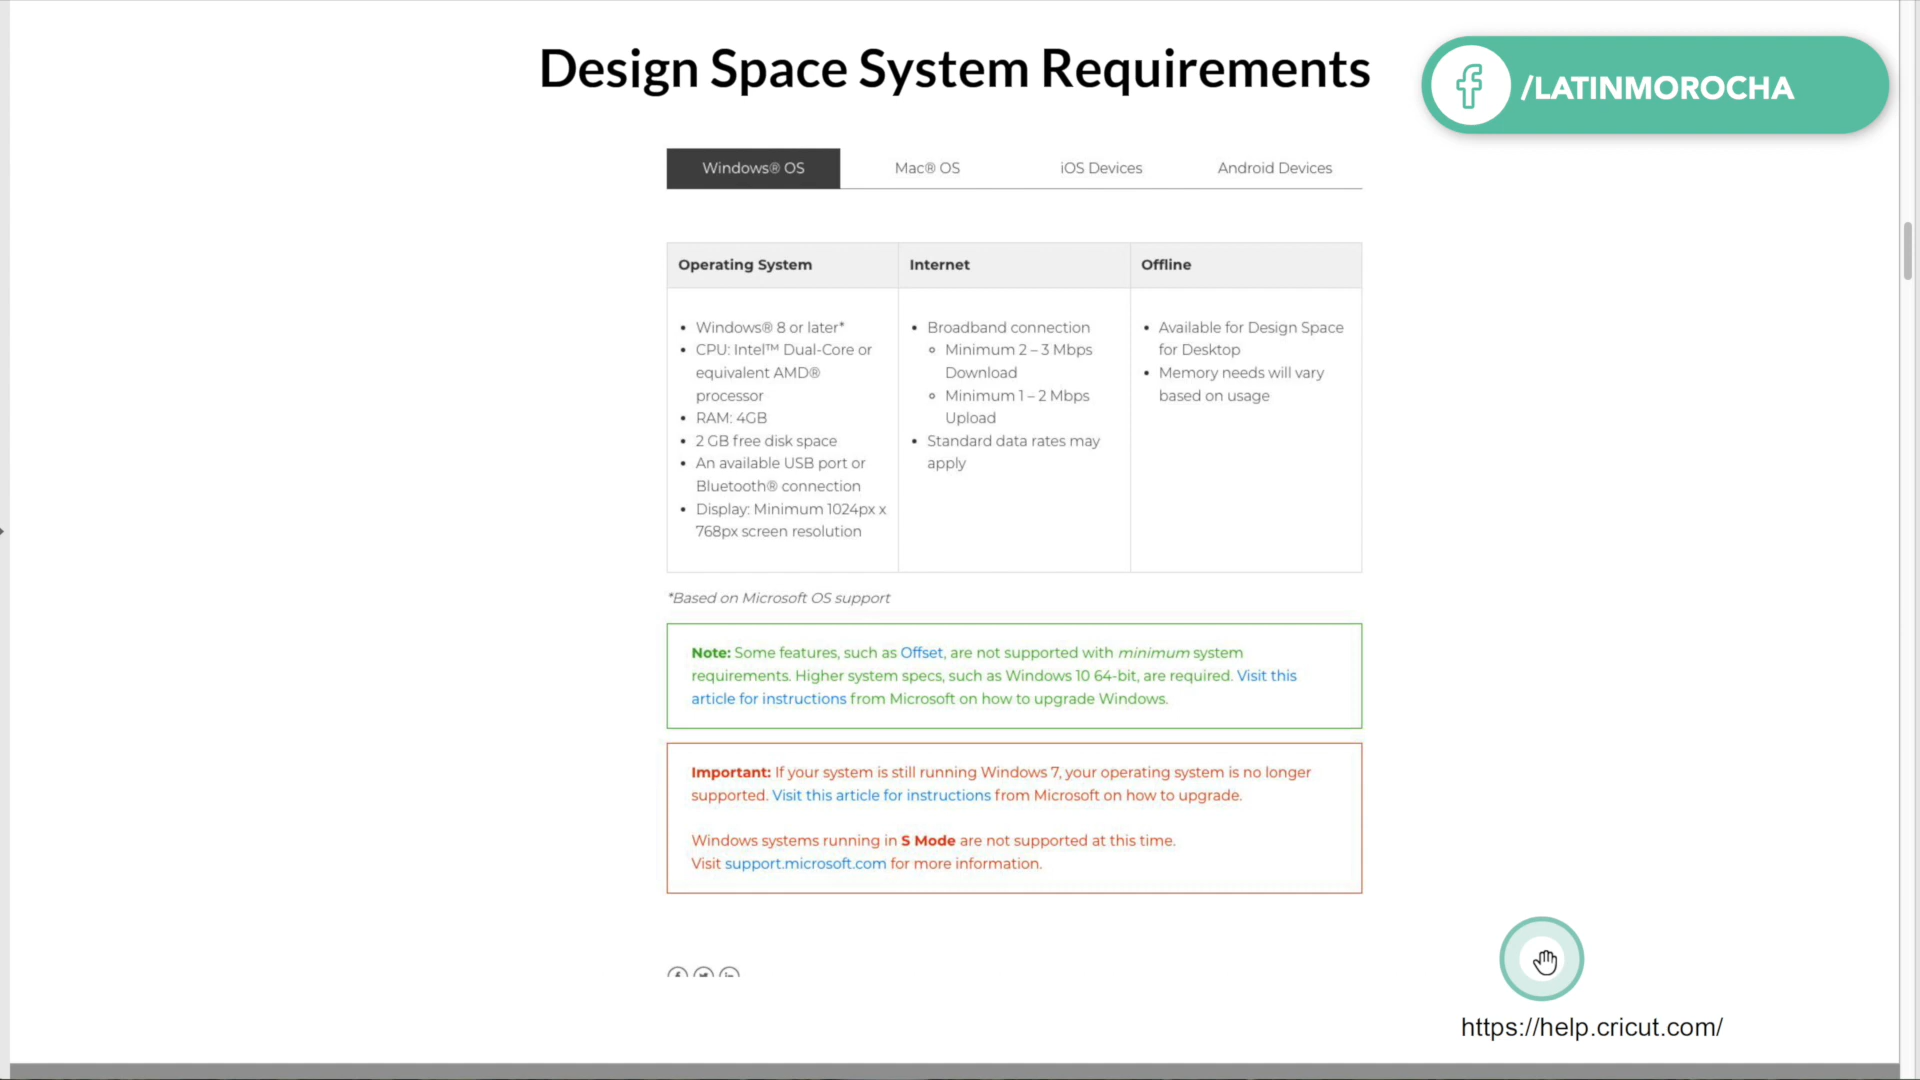 Design Space System Requirements
/LATINMOROCHA
Windows® OS
Mac® OS
iOS Devices
Android Devices
Operating System
Internet
Offline
• Windows® 8 or later*
• CPU: Intel™ Dual-Core or
equivalent AMD®
processor
• RAM: 4GB
• 2 GB free disk space
• An available USB port or
Bluetooth® connection
• Display: Minimum 1024px x
768px screen resolution
• Broadband connection
◦ Minimum 2 – 3 Mbps
Download
◦ Minimum 1 – 2 Mbps
Upload
• Standard data rates may
apply
• Available for Design Space
for Desktop
• Memory needs will vary
based on usage
*Based on Microsoft OS support
Note: Some features, such as Offset, are not supported with minimum system
requirements. Higher system specs, such as Windows 10 64-bit, are required. Visit this
article for instructions from Microsoft on how to upgrade Windows.
Important: If your system is still running Windows 7, your operating system is no longer
supported. Visit this article for instructions from Microsoft on how to upgrade.
Windows systems running in S Mode are not supported at this time.
Visit support.microsoft.com for more information.
https://help.cricut.com/